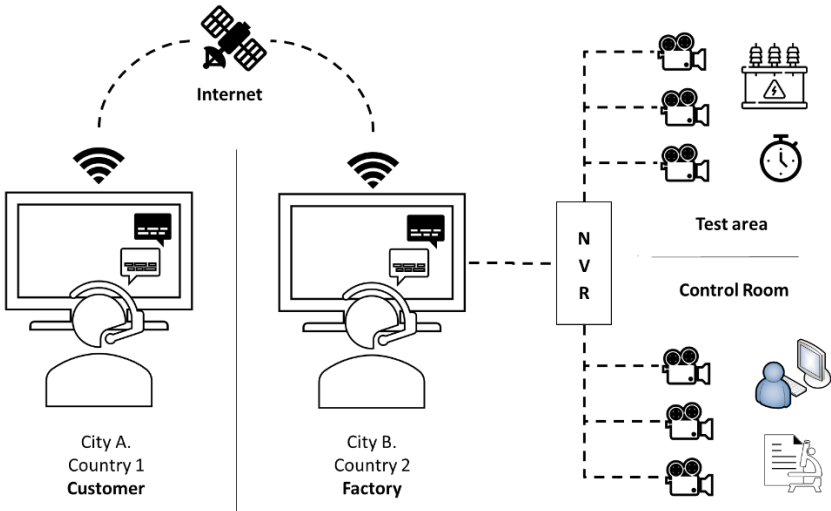 Internet
City A.
Country 1
Customer
City B.
Country 2
Factory
N
V
R
Test area
Control Room